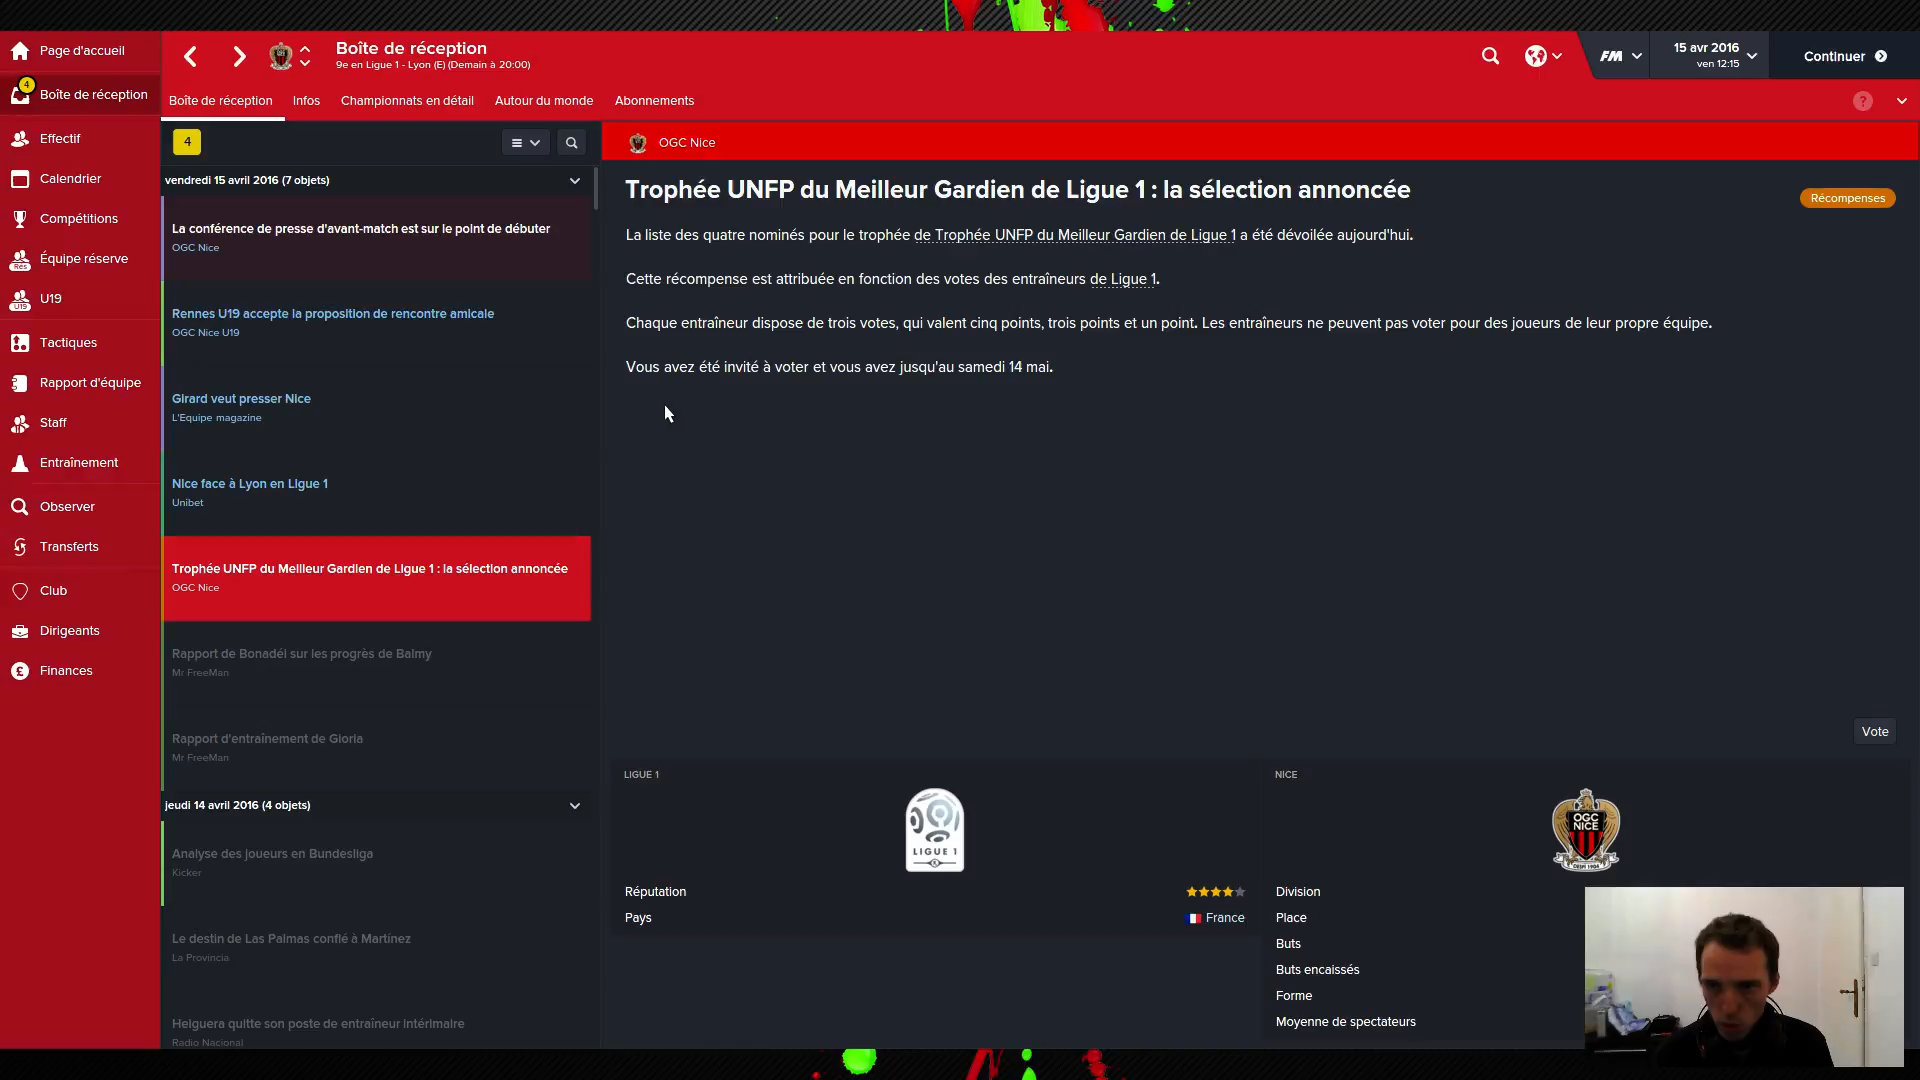 Page d'accueil
4
Boîte de réception
Effectif
Calendrier
Compétitions
Rés
Équipe réserve
U19
U19
Tactiques
Rapport d'équipe
Staff
Entraînement
Observer
Transferts
Club
Dirigeants
Finances
Boîte de réception
9e en Ligue 1 - Lyon (E) (Demain à 20:00)
FM
15 avr 2016
ven 12:15
Continuer
Boîte de réception
Infos
Championnats en détail
Autour du monde
Abonnements
?
4
vendredi 15 avril 2016 (7 objets)
La conférence de presse d'avant-match est sur le point de débuter
OGC Nice
Rennes U19 accepte la proposition de rencontre amicale
OGC Nice U19
Girard veut presser Nice
L'Equipe magazine
Nice face à Lyon en Ligue 1
Unibet
Trophée UNFP du Meilleur Gardien de Ligue 1 : la sélection annoncée
OGC Nice
Rapport de Bonadéi sur les progrès de Balmy
Mr FreeMan
Rapport d'entraînement de Gloria
Mr FreeMan
jeudi 14 avril 2016 (4 objets)
Analyse des joueurs en Bundesliga
Kicker
Le destin de Las Palmas confié à Martínez
La Provincia
Helguera quitte son poste de entraîneur intérimaire
Radio Nacional
OGC Nice
Trophée UNFP du Meilleur Gardien de Ligue 1 : la sélection annoncée
Récompenses
La liste des quatre nominés pour le trophée de Trophée UNFP du Meilleur Gardien de Ligue 1 a été dévoilée aujourd'hui.
Cette récompense est attribuée en fonction des votes des entraîneurs de Ligue 1.
Chaque entraîneur dispose de trois votes, qui valent cinq points, trois points et un point. Les entraîneurs ne peuvent pas voter pour des joueurs de leur propre équipe.
Vous avez été invité à voter et vous avez jusqu'au samedi 14 mai.
Vote
LIGUE 1
LIGUE 1
Réputation
Pays
France
NICE
OGC
NICE
Division
Place
Buts
Buts encaissés
Forme
Moyenne de spectateurs